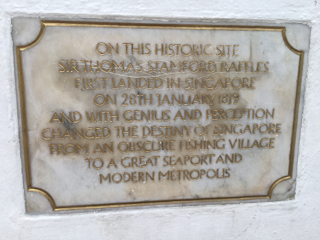 ON THIS HISTORIC SITE
SIR THOMAS STAMFORD RAFFLES
FIRST LANDED IN SINGAPORE
ON 28TH JANUARY 1819
AND WITH GENIUS AND PERCEPTION
CHANGED THE DESTINY OF SINGAPORE
FROM AN OBSCURE FISHING VILLAGE
TO A GREAT SEAPORT AND
MODERN METROPOLIS